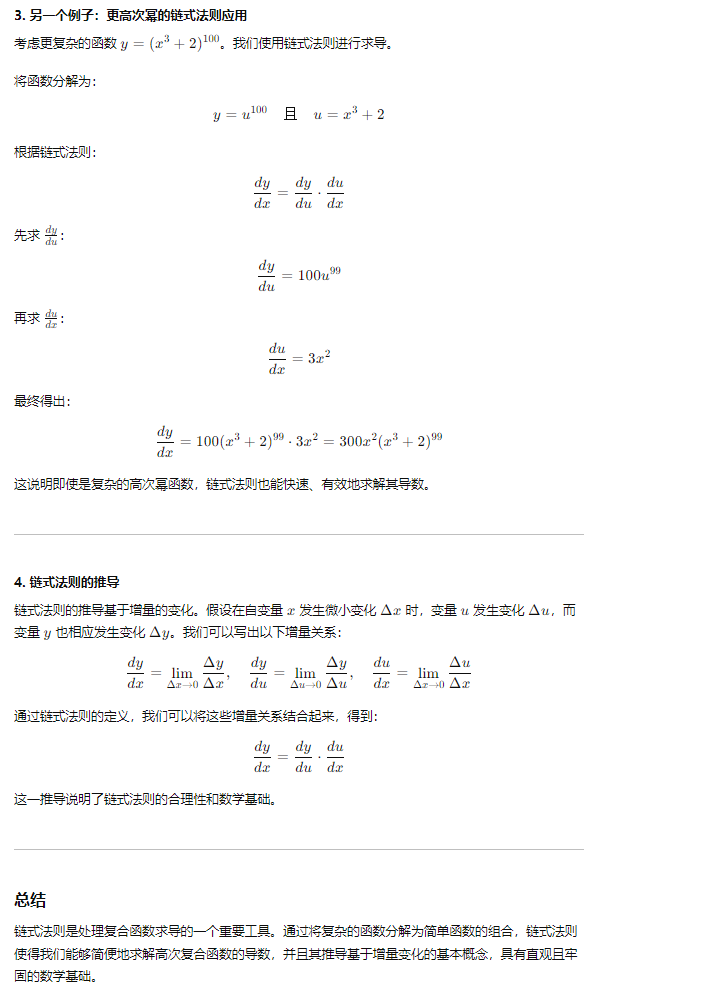 3. 另一个例子：更高次幂的链式法则应用
考虑更复杂的函数 y = (x³ + 2)¹⁰⁰。我们使用链式法则进行求导。
将函数分解为：
y = u¹⁰⁰ 且 u = x³ + 2
根据链式法则：
dy/dx = dy/du · du/dx
先求 dy/du：
dy/du = 100u⁹⁹
再求 du/dx：
du/dx = 3x²
最终得出：
dy/dx = 100(x³ + 2)⁹⁹ · 3x² = 300x²(x³ + 2)⁹⁹
这说明即使是复杂的高次幂函数，链式法则也能快速、有效地求解其导数。
4. 链式法则的推导
链式法则的推导基于增量的变化。假设在自变量 x 发生微小变化 Δx 时，变量 u 发生变化 Δu，而
变量 y 也相应发生变化 Δy。我们可以写出以下增量关系：
dy/dx = lim Δx→0 Δy/Δx, dy/du = lim Δu→0 Δy/Δu, du/dx = lim Δx→0 Δu/Δx
通过链式法则的定义，我们可以将这些增量关系结合起来，得到：
dy/dx = dy/du · du/dx
这一推导说明了链式法则的合理性和数学基础。
总结
链式法则是处理复合函数求导的一个重要工具。通过将复杂的函数分解为简单函数的组合，链式法则
使得我们能够简便地求解高次复合函数的导数，并且其推导基于增量变化的基本概念，具有直观且牢
固的数学基础。